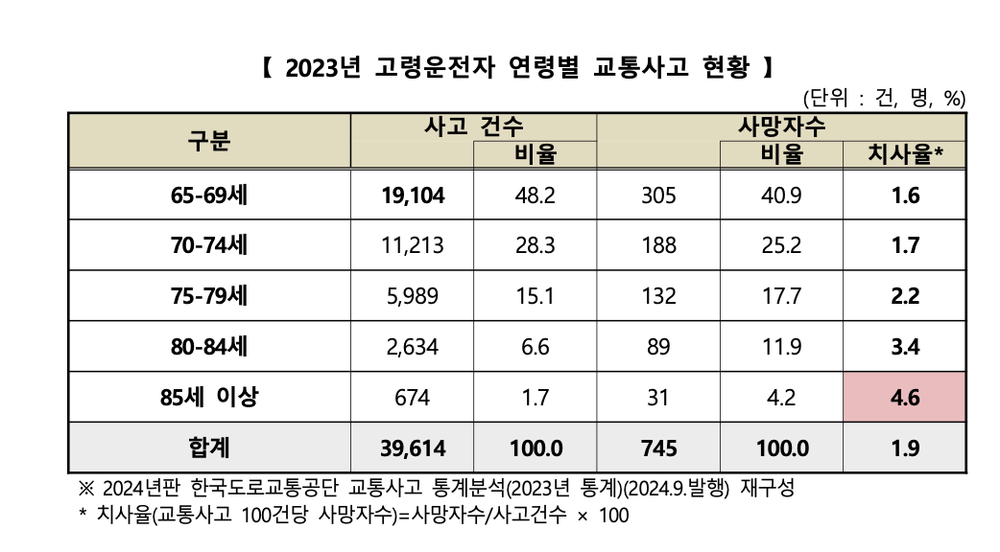 【 2023년 고령운전자 연령별 교통사고 현황 】
(단위 : 건, 명, %)
구분 사고 건수 사망자수
비율 비율 치사율*
65-69세 19,104 48.2 305 40.9 1.6
70-74세 11,213 28.3 188 25.2 1.7
75-79세 5,989 15.1 132 17.7 2.2
80-84세 2,634 6.6 89 11.9 3.4
85세 이상 674 1.7 31 4.2 4.6
합계 39,614 100.0 745 100.0 1.9
※ 2024년판 한국도로교통공단 교통사고 통계분석(2023년 통계)(2024.9.발행) 재구성
* 치사율(교통사고 100건당 사망자수)=사망자수/사고건수 × 100